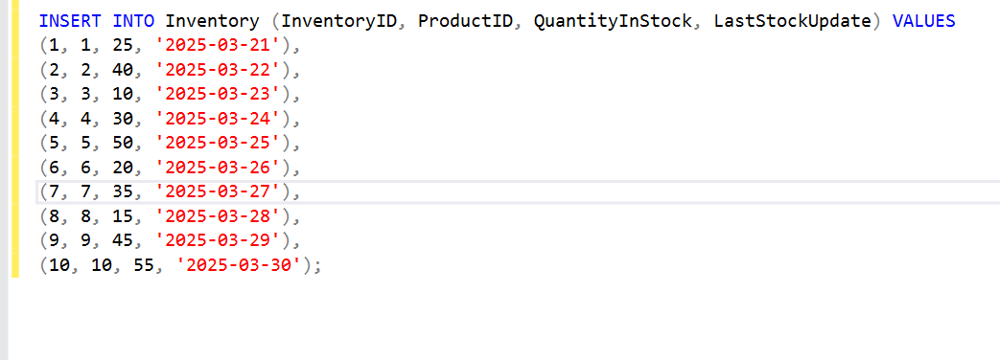 INSERT INTO Inventory (InventoryID, ProductID, QuantityInStock, LastStockUpdate) VALUES
(1, 1, 25, '2025-03-21'),
(2, 2, 40, '2025-03-22'),
(3, 3, 10, '2025-03-23'),
(4, 4, 30, '2025-03-24'),
(5, 5, 50, '2025-03-25'),
(6, 6, 20, '2025-03-26'),
(7, 7, 35, '2025-03-27'),
(8, 8, 15, '2025-03-28'),
(9, 9, 45, '2025-03-29'),
(10, 10, 55, '2025-03-30');